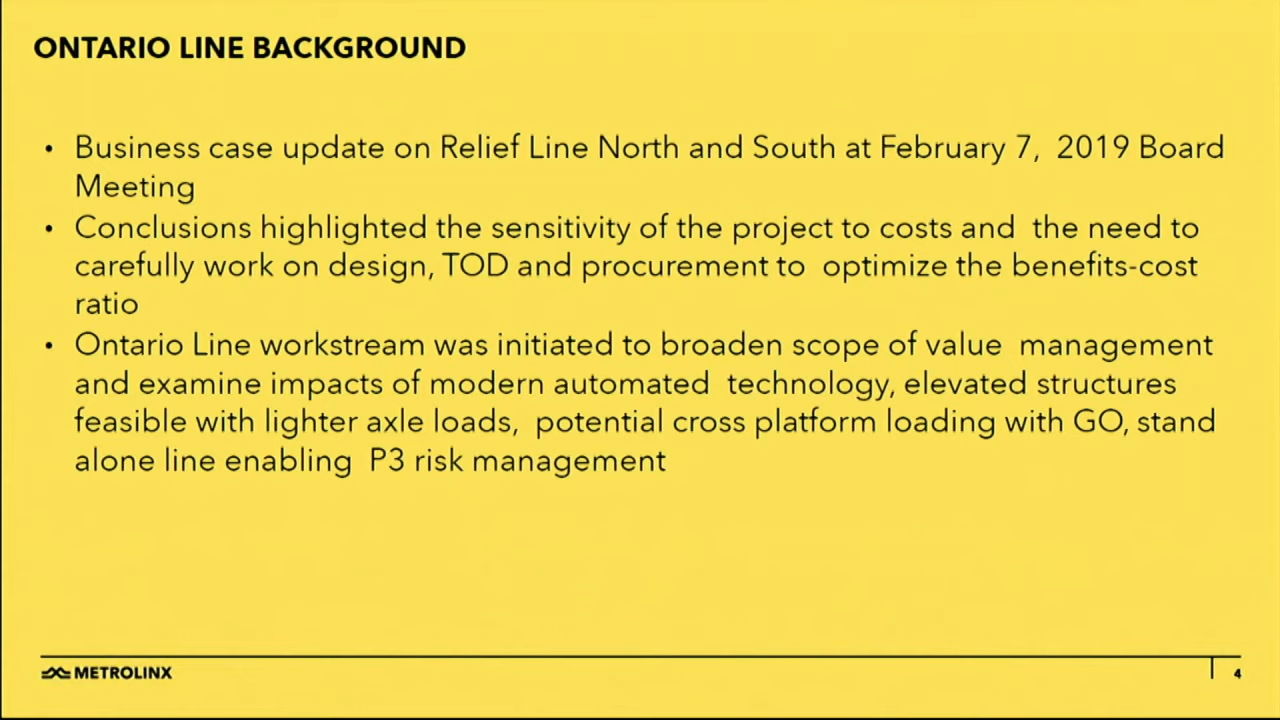 ONTARIO LINE BACKGROUND
• Business case update on Relief Line North and South at February 7, 2019 Board
Meeting
• Conclusions highlighted the sensitivity of the project to costs and the need to
carefully work on design, TOD and procurement to optimize the benefits-cost
ratio
• Ontario Line workstream was initiated to broaden scope of value management
and examine impacts of modern automated technology, elevated structures
feasible with lighter axle loads, potential cross platform loading with GO, stand
alone line enabling P3 risk management
METROLINX
4